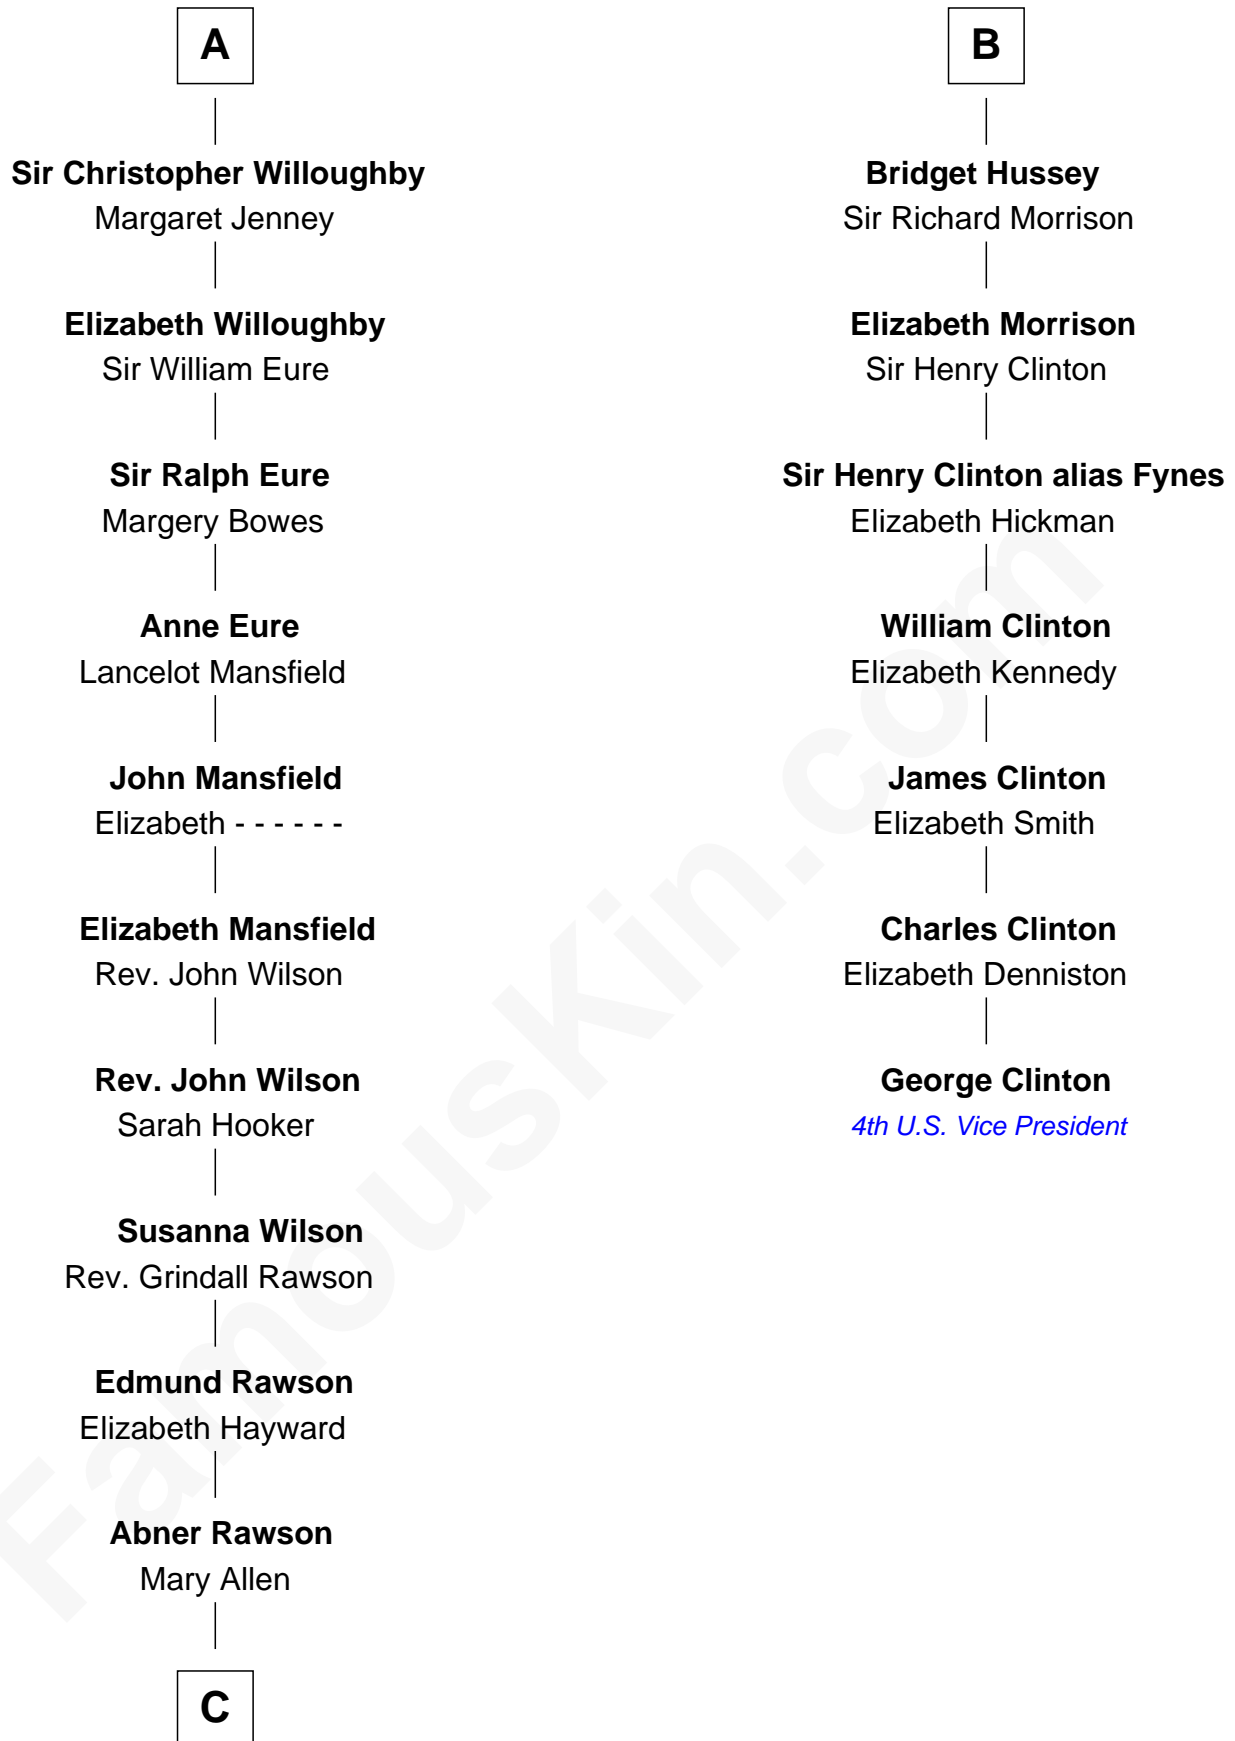 A
Sir Christopher Willoughby
Margaret Jenney
Elizabeth Willoughby
Sir William Eure
Sir Ralph Eure
Margery Bowes
Anne Eure
Lancelot Mansfield
John Mansfield
Elizabeth - - - - - -
Elizabeth Mansfield
Rev. John Wilson
Rev. John Wilson
Sarah Hooker
Susanna Wilson
Rev. Grindall Rawson
Edmund Rawson
Elizabeth Hayward
Abner Rawson
Mary Allen
C
B
Bridget Hussey
Sir Richard Morrison
Elizabeth Morrison
Sir Henry Clinton
Sir Henry Clinton alias Fynes
Elizabeth Hickman
William Clinton
Elizabeth Kennedy
James Clinton
Elizabeth Smith
Charles Clinton
Elizabeth Denniston
George Clinton
4th U.S. Vice President
FamousKin.com